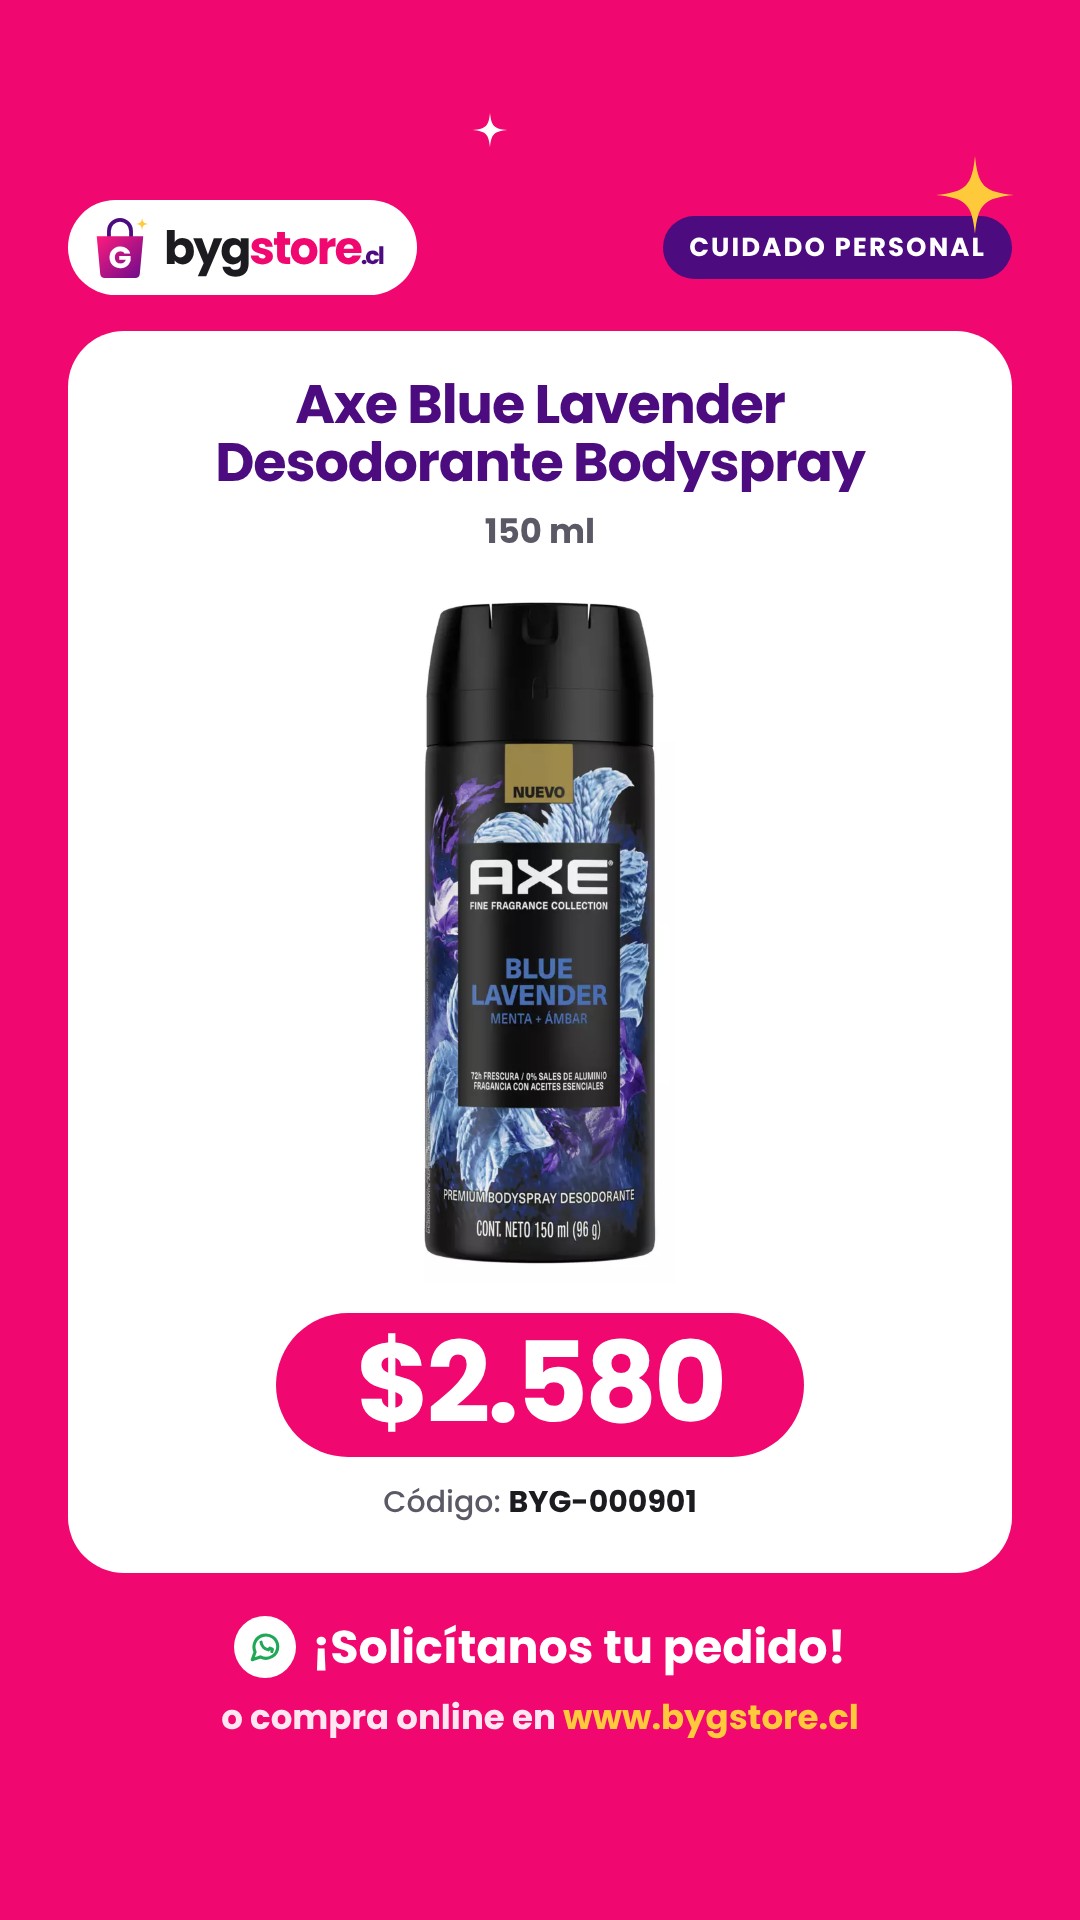 bygstore.cl
CUIDADO PERSONAL
Axe Blue Lavender
Desodorante Bodyspray
150 ml
NUEVO
AXE
FINE FRAGRANCE COLLECTION
BLUE
LAVENDER
MENTA + ÁMBAR
72h FRESCURA / 0% SALES DE ALUMINIO
FRAGANCIA CON ACEITES ESENCIALES
PREMIUM BODYSPRAY DESODORANTE
CONT. NETO 150 ml (96 g)
$2.580
Código: BYG-000901
¡Solicítanos tu pedido!
o compra online en www.bygstore.cl